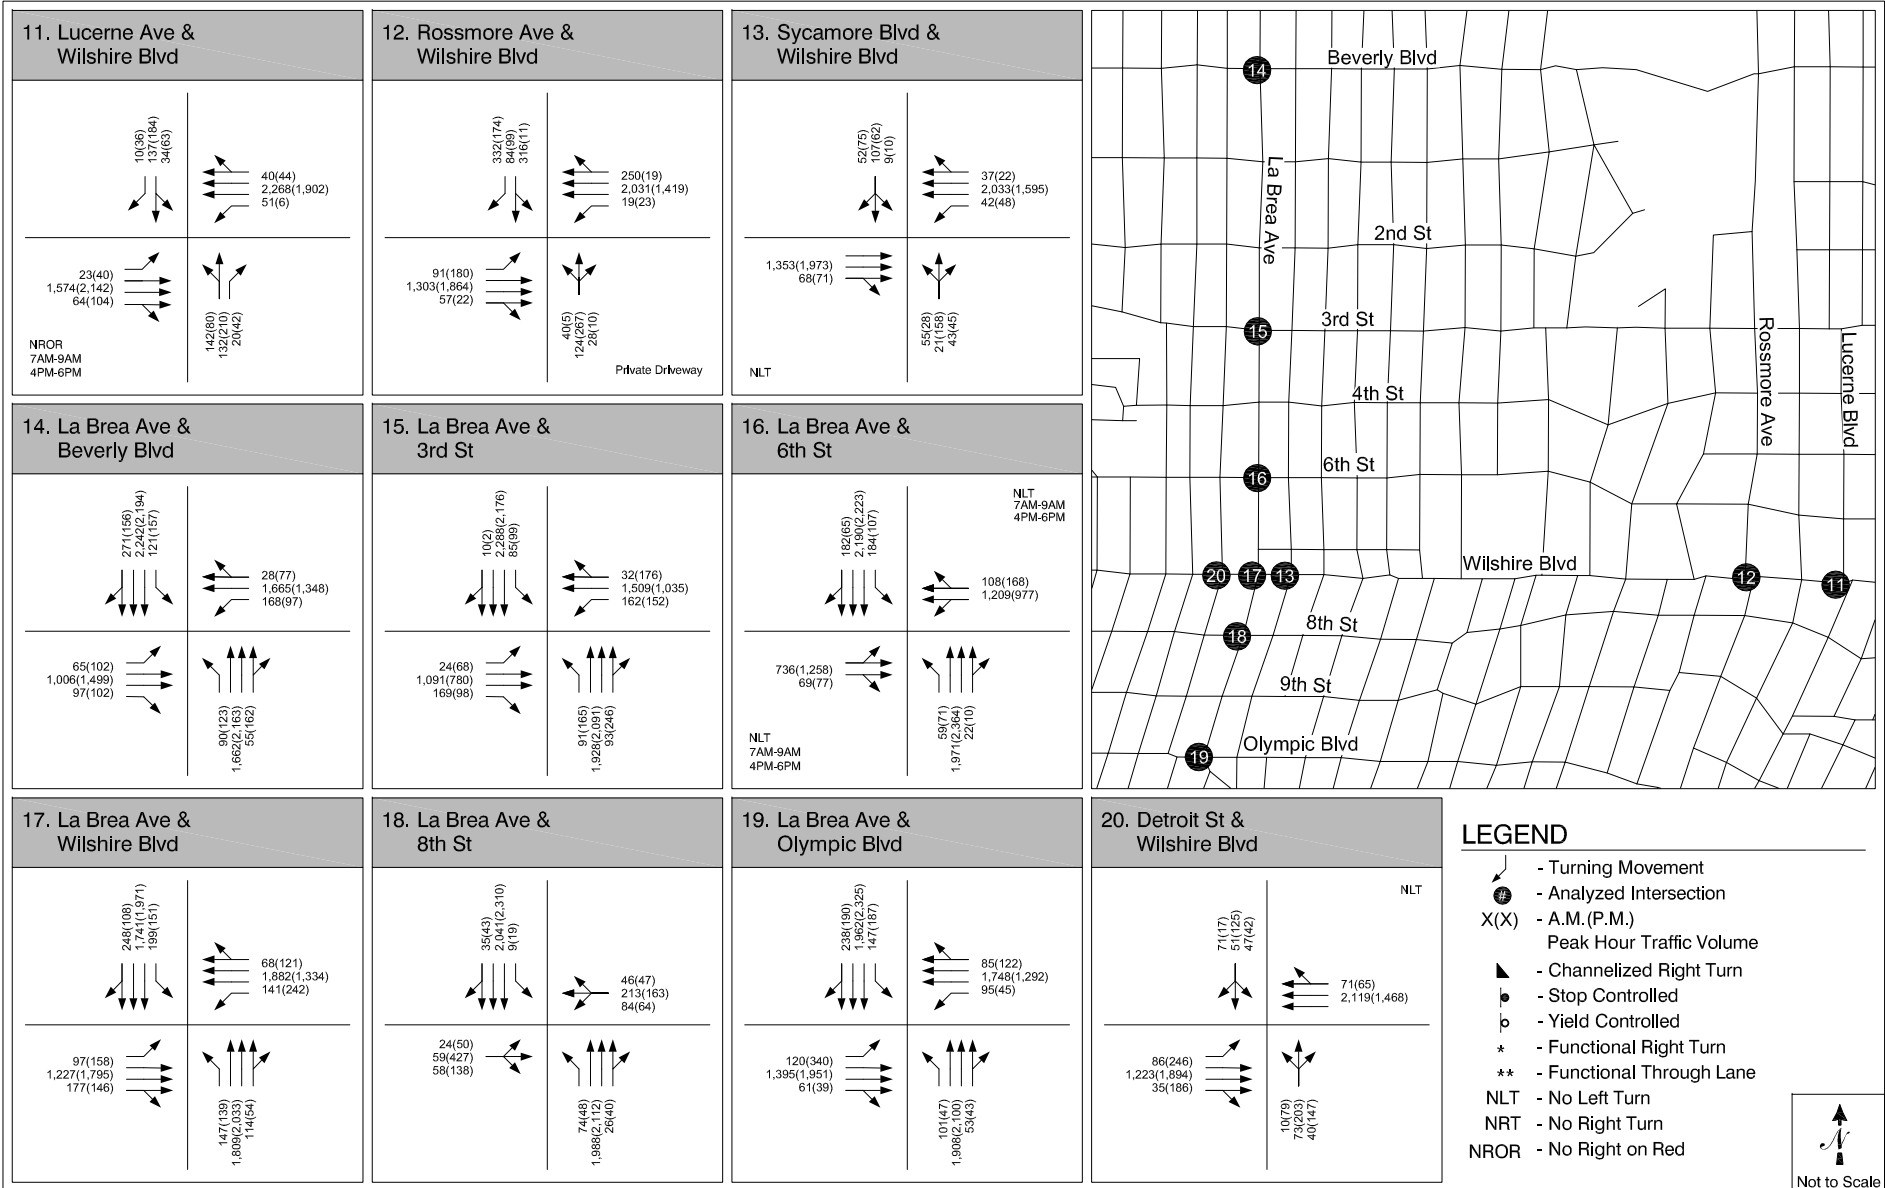 11. Lucerne Ave &
Wilshire Blvd
10(36)
137(184)
34(63)
40(44)
2,268(1,902)
51(6)
23(40)
1,574(2,142)
64(104)
142(80)
132(210)
20(42)
NROR
7AM-9AM
4PM-6PM
12. Rossmore Ave &
Wilshire Blvd
332(174)
84(99)
316(11)
250(19)
2,031(1,419)
19(23)
91(180)
1,303(1,864)
57(22)
40(5)
124(267)
28(10)
Private Driveway
13. Sycamore Blvd &
Wilshire Blvd
52(75)
107(62)
9(10)
37(22)
2,033(1,595)
42(48)
1,353(1,973)
68(71)
55(28)
21(158)
43(45)
NLT
14. La Brea Ave &
Beverly Blvd
271(156)
2,242(2,194)
121(157)
28(77)
1,665(1,348)
168(97)
65(102)
1,006(1,499)
97(102)
90(123)
1,662(2,163)
55(162)
15. La Brea Ave &
3rd St
10(2)
2,288(2,176)
85(99)
32(176)
1,509(1,035)
162(152)
24(68)
1,091(780)
169(98)
91(165)
1,928(2,091)
93(246)
16. La Brea Ave &
6th St
NLT
7AM-9AM
4PM-6PM
182(65)
2,190(2,223)
184(107)
108(168)
1,209(977)
736(1,258)
69(77)
59(71)
1,971(2,364)
22(10)
NLT
7AM-9AM
4PM-6PM
17. La Brea Ave &
Wilshire Blvd
248(108)
1,741(1,971)
199(151)
68(121)
1,882(1,334)
141(242)
97(158)
1,227(1,795)
177(146)
147(139)
1,809(2,033)
114(54)
18. La Brea Ave &
8th St
35(43)
2,041(2,310)
9(19)
46(47)
213(163)
84(64)
24(50)
59(427)
58(138)
74(48)
1,988(2,112)
26(40)
19. La Brea Ave &
Olympic Blvd
238(190)
1,962(2,325)
147(187)
85(122)
1,748(1,292)
95(45)
120(340)
1,395(1,951)
61(39)
101(47)
1,908(2,100)
53(43)
20. Detroit St &
Wilshire Blvd
NLT
71(17)
51(125)
47(42)
71(65)
2,119(1,468)
86(246)
1,223(1,894)
35(186)
10(79)
73(203)
40(147)
Beverly Blvd
14
La Brea Ave
2nd St
3rd St
15
4th St
Rossmore Ave
Lucerne Blvd
6th St
16
Wilshire Blvd
20
17
13
12
11
8th St
18
9th St
Olympic Blvd
19
LEGEND
- Turning Movement
# - Analyzed Intersection
X(X) - A.M.(P.M.)
Peak Hour Traffic Volume
- Channelized Right Turn
- Stop Controlled
- Yield Controlled
* - Functional Right Turn
** - Functional Through Lane
NLT - No Left Turn
NRT - No Right Turn
NROR - No Right on Red
N
Not to Scale